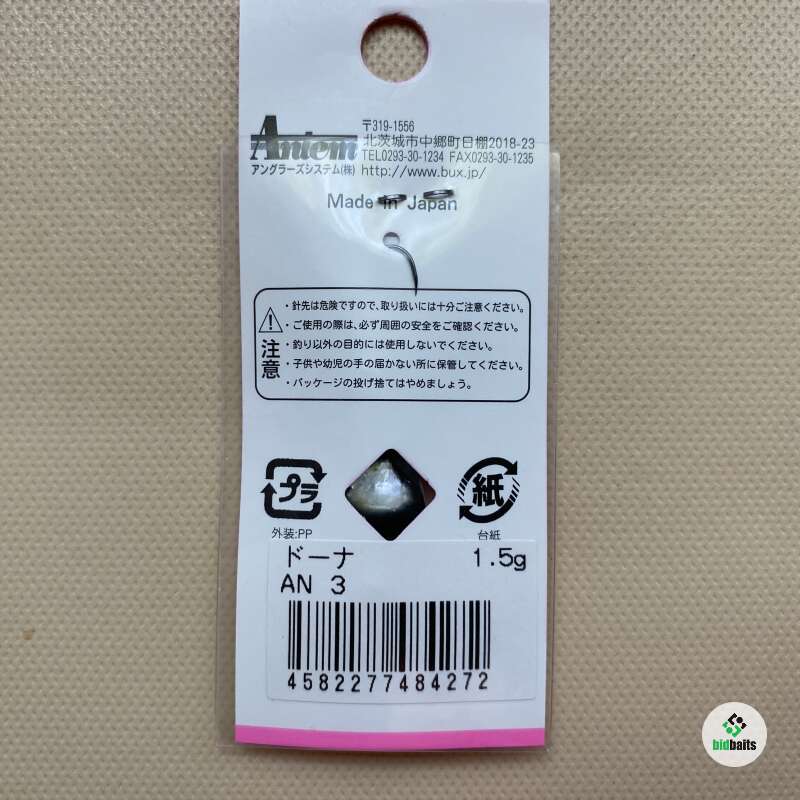 Antem
〒319-1556
北茨城市中郷町日棚2018-23
TEL0293-30-1234 FAX0293-30-1235
アングラーズシステム(株) http://www.bux.jp/
Made in Japan
注意
・針先は危険ですので、取り扱いには十分ご注意ください。
・ご使用の際は、必ず周囲の安全をご確認ください。
・釣り以外の目的には使用しないでください。
・子供や幼児の手の届かない所に保管してください。
・パッケージの投げ捨てはやめましょう。
プラ
紙
外装:PP
台紙
ドーナ 1.5g
AN 3
4582277484272
bidbaits